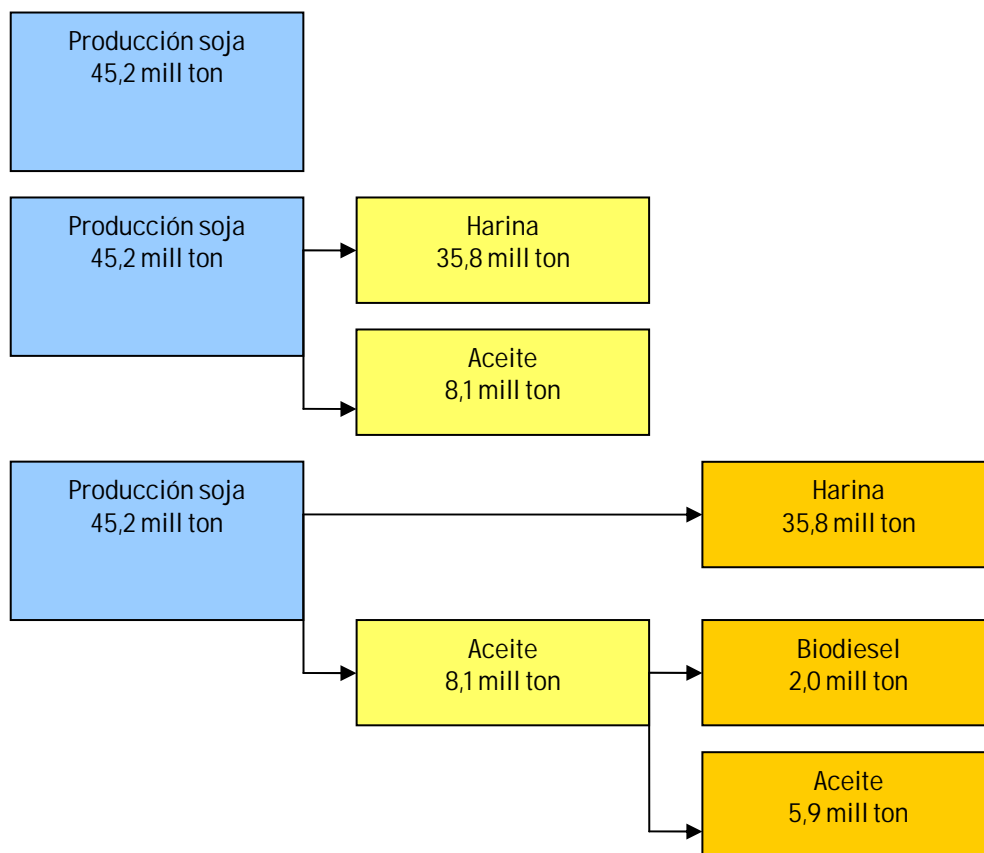 Producción soja
45,2 mill ton
Producción soja
45,2 mill ton
Harina
35,8 mill ton
Aceite
8,1 mill ton
Producción soja
45,2 mill ton
Harina
35,8 mill ton
Aceite
8,1 mill ton
Biodiesel
2,0 mill ton
Aceite
5,9 mill ton